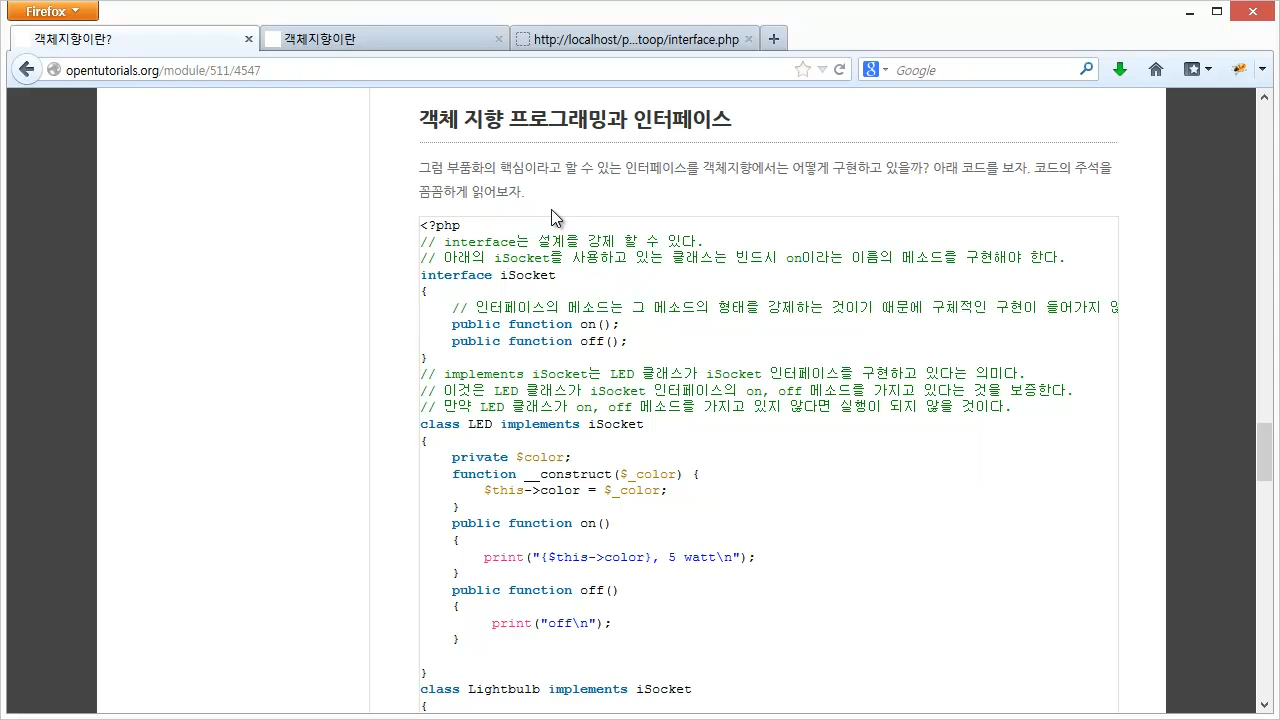 Firefox
객체지향이란?
객체지향이란
http://localhost/p...toop/interface.php
opentutorials.org/module/511/4547
Google
객체 지향 프로그래밍과 인터페이스
그럼 부품화의 핵심이라고 할 수 있는 인터페이스를 객체지향에서는 어떻게 구현하고 있을까? 아래 코드를 보자. 코드의 주석을
꼼꼼하게 읽어보자.
<?php
// interface는 설계를 강제 할 수 있다.
// 아래의 iSocket을 사용하고 있는 클래스는 반드시 on이라는 이름의 메소드를 구현해야 한다.
interface iSocket
{
// 인터페이스의 메소드는 그 메소드의 형태를 강제하는 것이기 때문에 구체적인 구현이 들어가지
public function on();
public function off();
}
// implements iSocket는 LED 클래스가 iSocket 인터페이스를 구현하고 있다는 의미다.
// 이것은 LED 클래스가 iSocket 인터페이스의 on, off 메소드를 가지고 있다는 것을 보증한다.
// 만약 LED 클래스가 on, off 메소드를 가지고 있지 않다면 실행이 되지 않을 것이다.
class LED implements iSocket
{
private $color;
function __construct($_color) {
$this->color = $_color;
}
public function on()
{
print("{$this->color}, 5 watt\n");
}
public function off()
{
print("off\n");
}
}
class Lightbulb implements iSocket
{